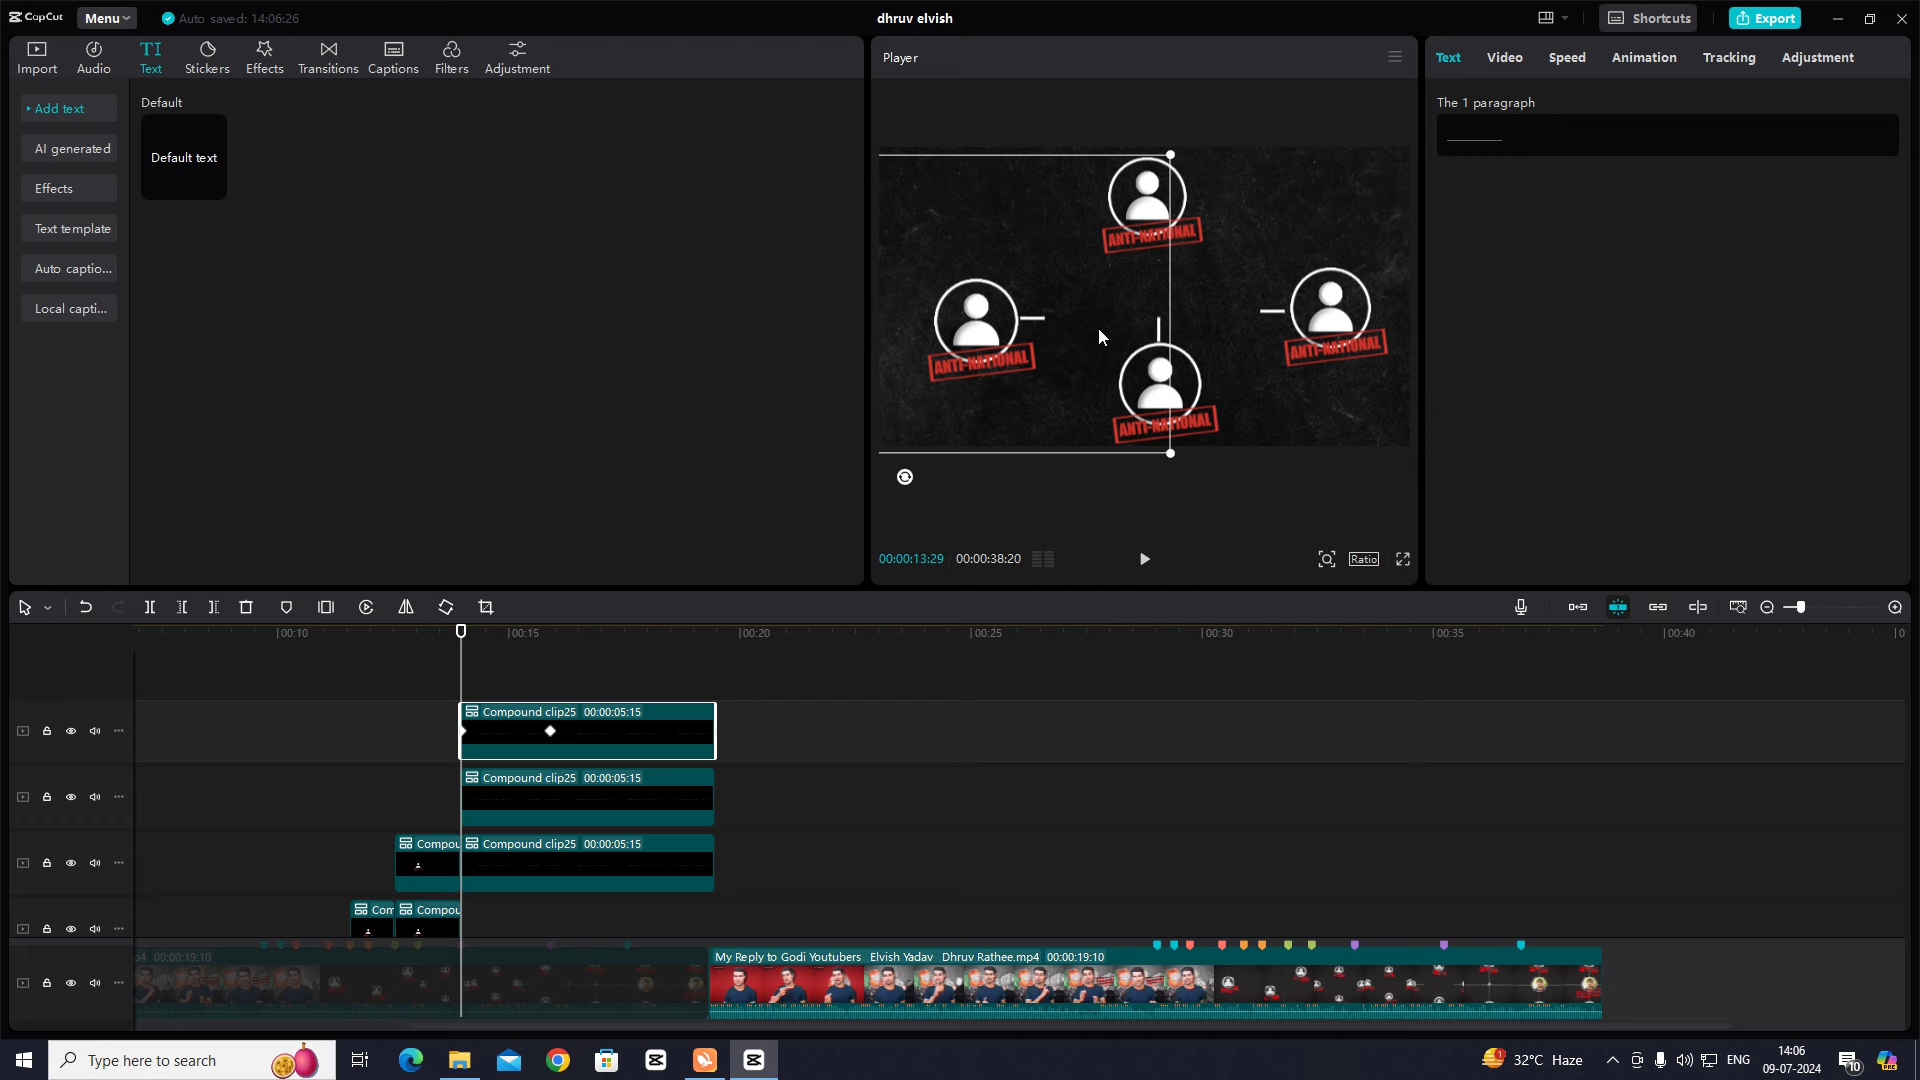 CapCut
Menu
Auto saved: 14:06:26
dhruv elvish
Shortcuts
Export
Import
Audio
TI
Text
Stickers
Effects
Transitions
Captions
Filters
Adjustment
Player
Text
Video
Speed
Animation
Tracking
Adjustment
Add text
AI generated
Effects
Text template
Auto captio...
Local capti...
Default
Default text
The 1 paragraph
ANTI-NATIONAL
ANTI-NATIONAL
ANTI-NATIONAL
ANTI-NATIONAL
00:00:13:29
00:00:38:20
Ratio
00:10
00:15
00:20
00:25
00:30
00:35
00:40
Compound clip25 00:00:05:15
Compound clip25 00:00:05:15
Compou
Compound clip25 00:00:05:15
Com
Compou
p4 00:00:19:10
My Reply to Godi Youtubers Elvish Yadav Dhruv Rathee.mp4 00:00:19:10
Type here to search
32°C Haze
ENG
14:06
09-07-2024
10